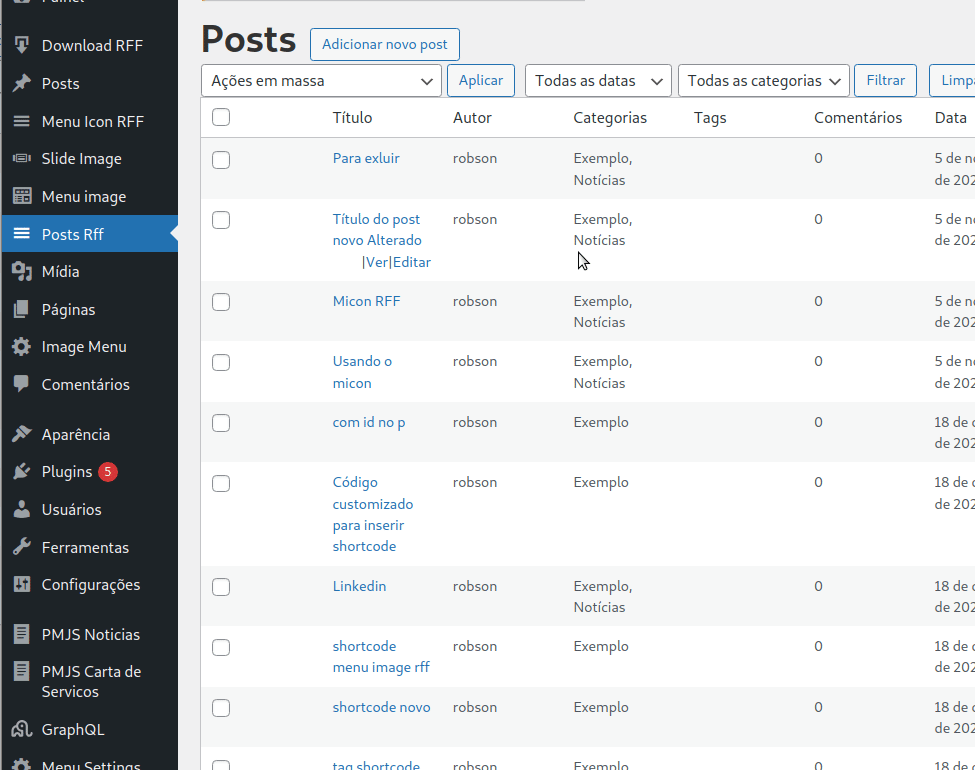 Painel
Download RFF
Posts
Menu Icon RFF
Slide Image
Menu image
Posts Rff
Mídia
Páginas
Image Menu
Comentários
Aparência
Plugins 5
Usuários
Ferramentas
Configurações
PMJS Noticias
PMJS Carta de
Servicos
GraphQL
Menu Settings
Posts Adicionar novo post
Ações em massa Aplicar Todas as datas Todas as categorias Filtrar Limpa
Título Autor Categorias Tags Comentários Data
Para exluir robson Exemplo, 0 5 de no
Notícias de 202
Título do post robson Exemplo, 0 5 de no
novo Alterado Notícias de 202
|Ver|Editar
Micon RFF robson Exemplo, 0 5 de no
Notícias de 202
Usando o robson Exemplo, 0 5 de no
micon Notícias de 202
com id no p robson Exemplo 0 18 de o
de 202
Código robson Exemplo 0 18 de o
customizado de 202
para inserir
shortcode
Linkedin robson Exemplo, 0 18 de o
Notícias de 202
shortcode robson Exemplo 0 18 de o
menu image rff de 202
shortcode novo robson Exemplo 0 18 de o
de 202
tag shortcode robson Exemplo 0 18 de o